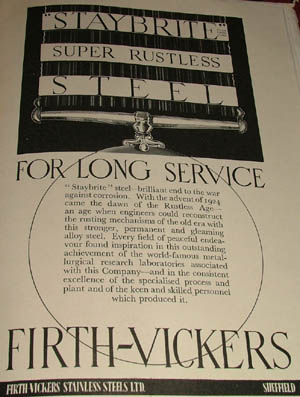 "STAYBRITE"
SUPER RUSTLESS
STEEL
FOR LONG SERVICE
"Staybrite" steel—brilliant end to the war
against corrosion. With the advent of 1924
came the dawn of the Rustless Age—
an age when engineers could reconstruct
the rusting mechanisms of the old era with
this stronger, permanent and gleaming
alloy steel. Every field of peaceful endea-
vour found inspiration in this outstanding
achievement of the world-famous metal-
lurgical research laboratories associated
with this Company—and in the consistent
excellence of the specialised process and
plant and of the keen and skilled personnel
which produced it.
FIRTH-VICKERS
FIRTH-VICKERS STAINLESS STEELS LTD.
SHEFFIELD